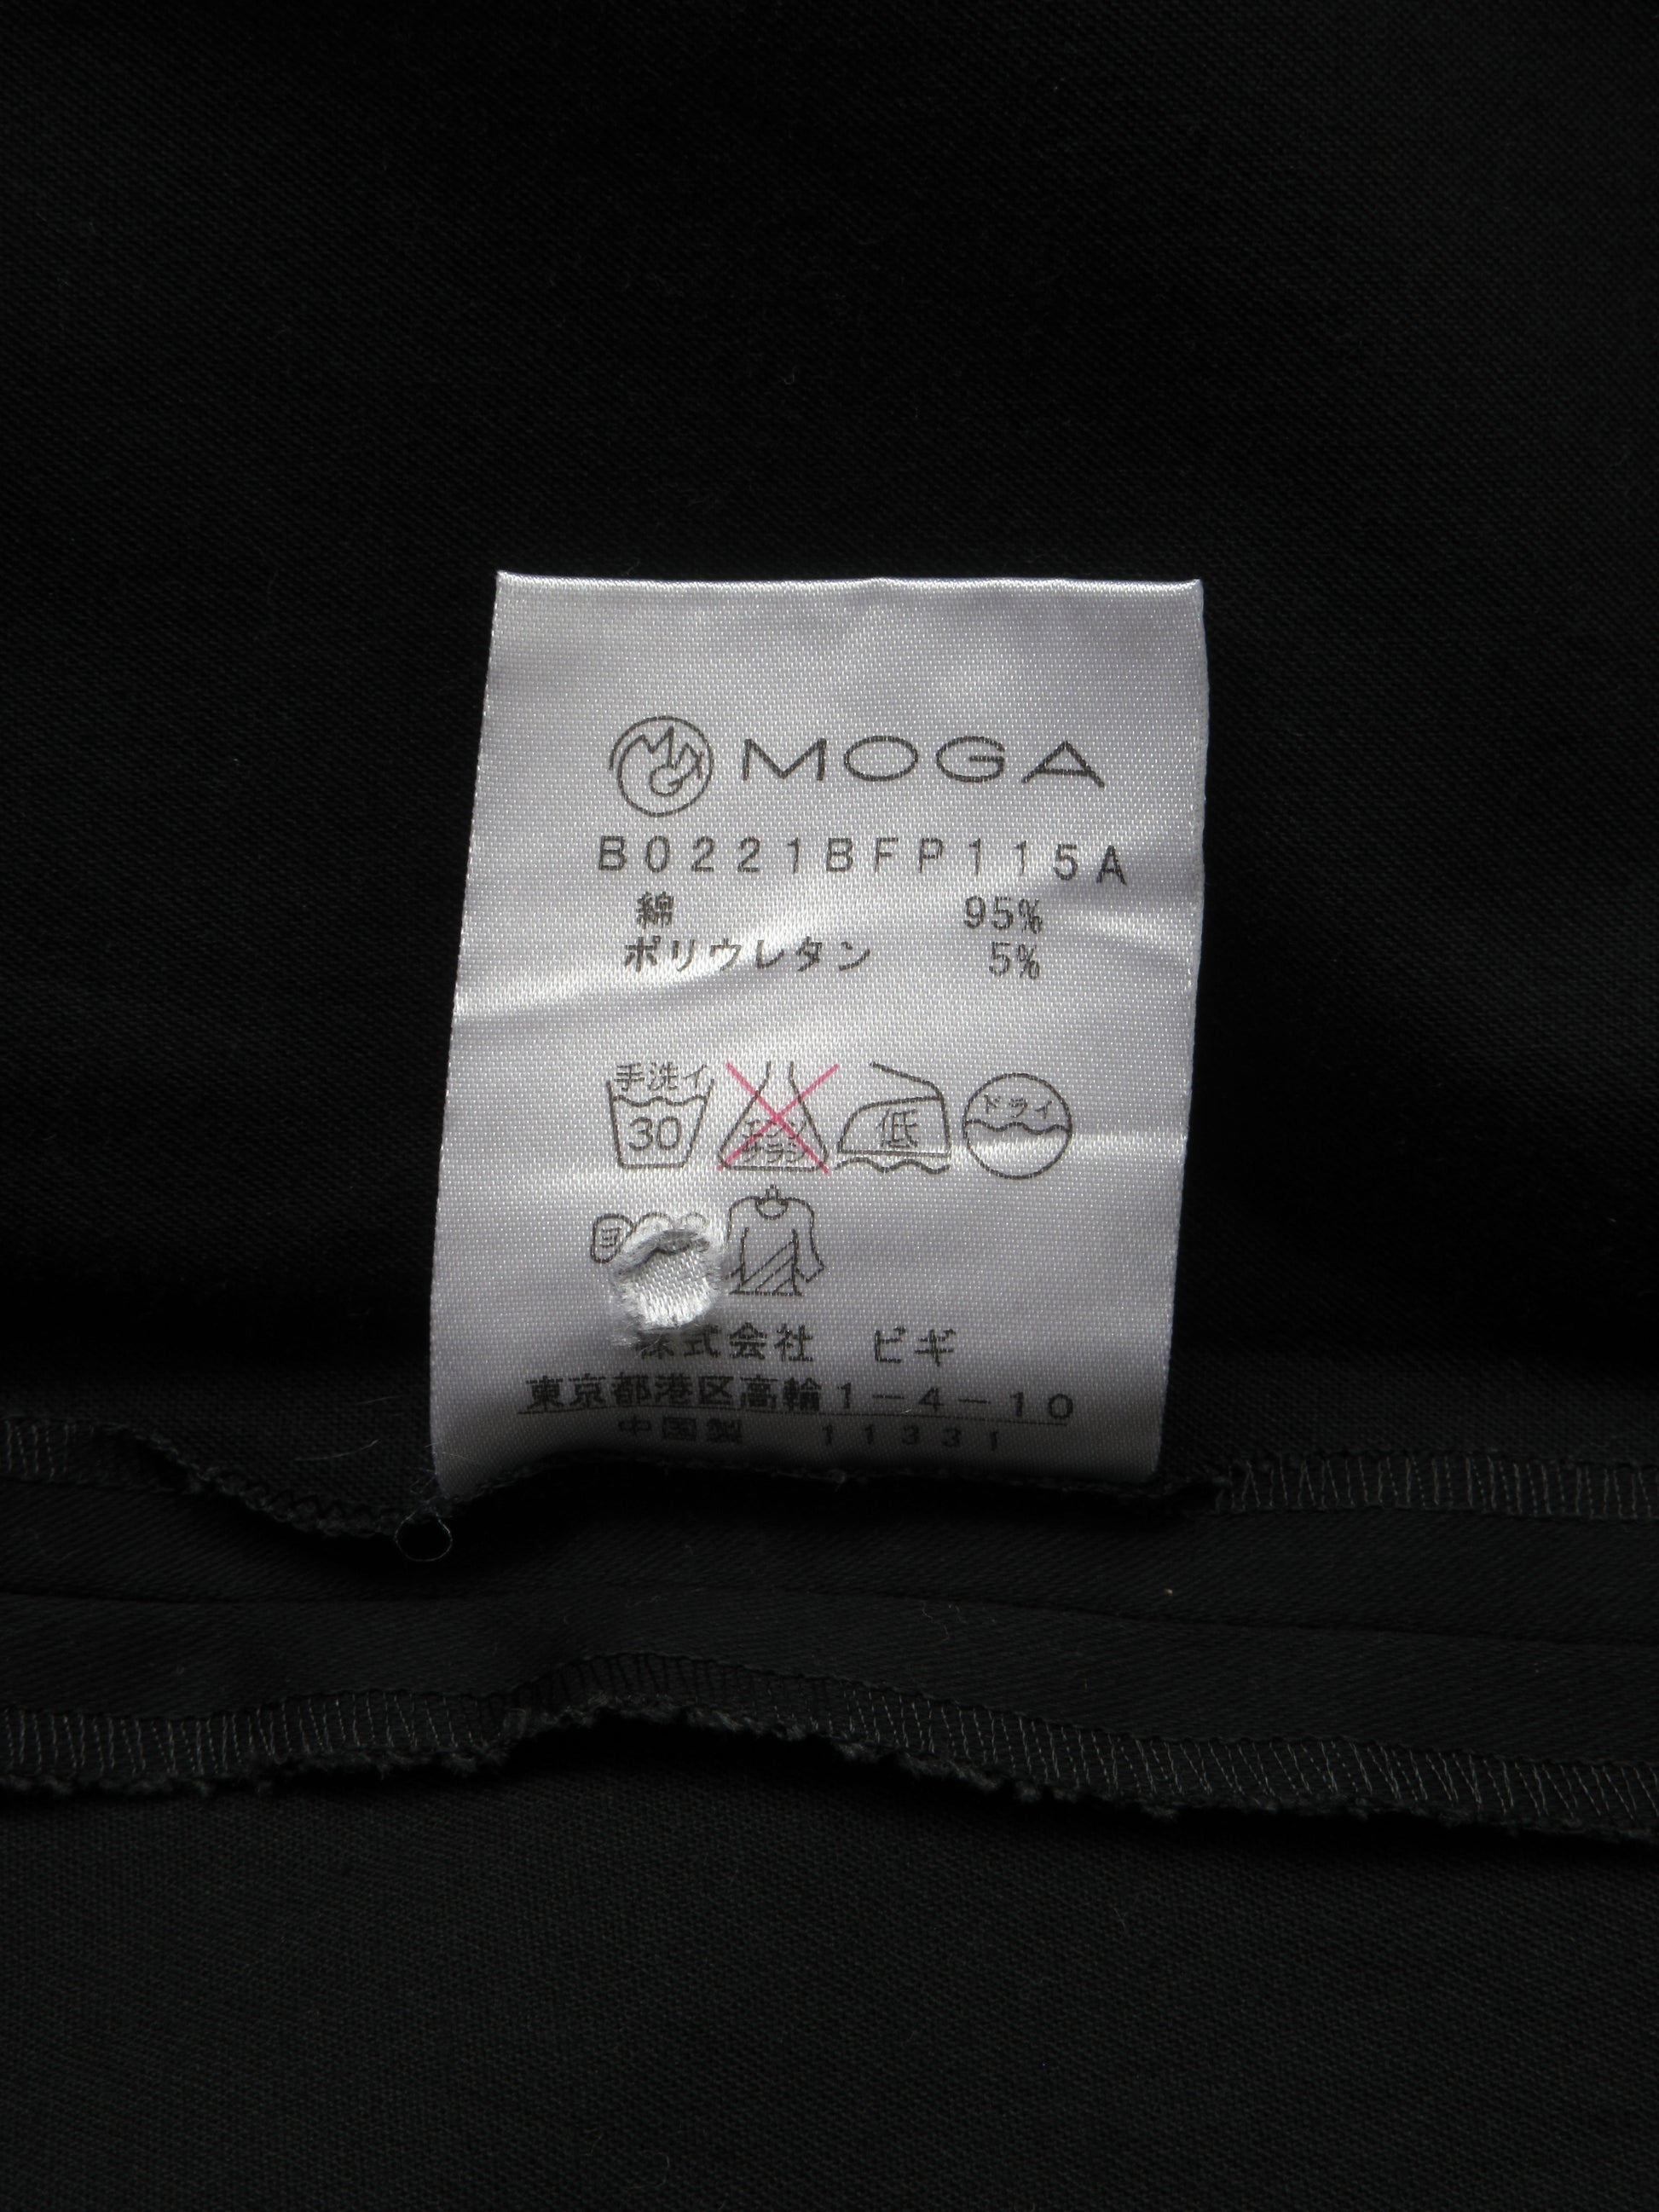 MOGA
B0221BFP115A
綿 95%
ポリウレタン 5%
手洗イ 30 低 ドライ
株式会社 ビギ
東京都港区高輪1-4-10
中国製 11331